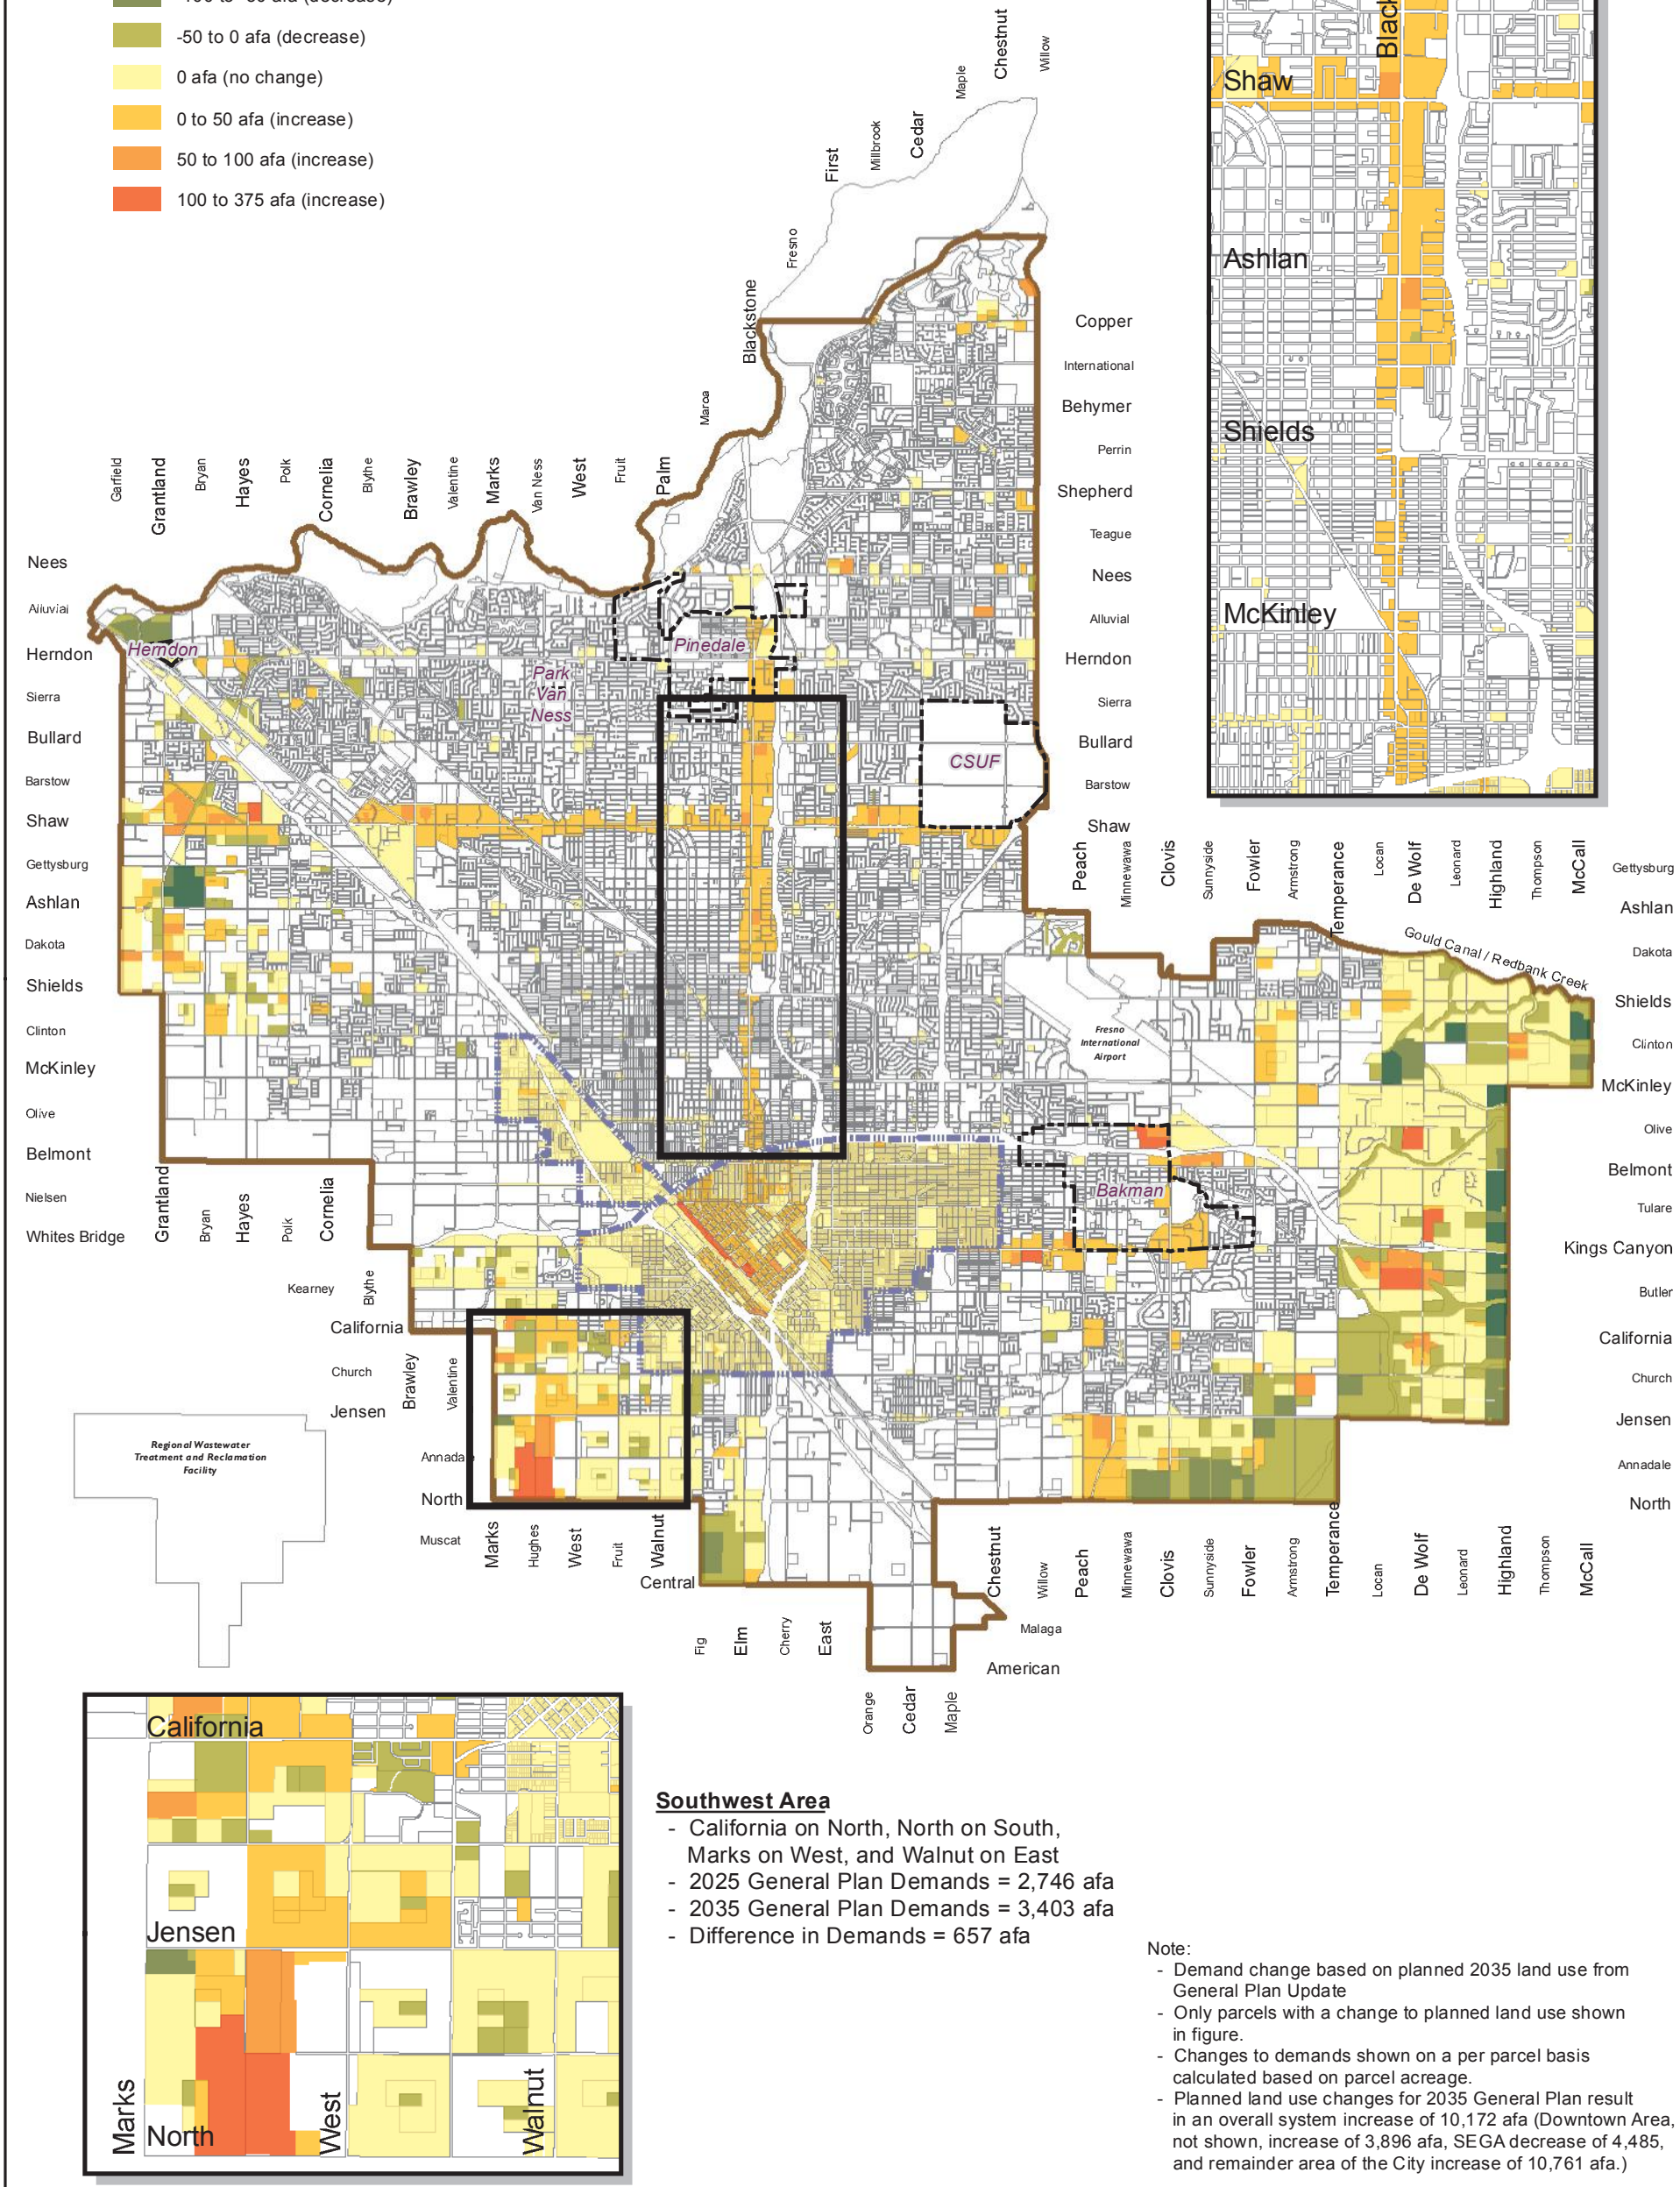 -100 to -50 afa (decrease)
-50 to 0 afa (decrease)
0 afa (no change)
0 to 50 afa (increase)
50 to 100 afa (increase)
100 to 375 afa (increase)
Chestnut
Willow
Maple
Cedar
Millbrook
First
Fresno
Blackstone
Maroa
Palm
Fruit
West
Van Ness
Marks
Valentine
Brawley
Blythe
Cornelia
Polk
Hayes
Bryan
Grantland
Garfield
Black
Shaw
Ashlan
Shields
McKinley
Copper
International
Behymer
Perrin
Shepherd
Teague
Nees
Alluvial
Herndon
Sierra
Bullard
Barstow
Shaw
Nees
Alluvial
Herndon
Sierra
Bullard
Barstow
Shaw
Gettysburg
Ashlan
Dakota
Shields
Clinton
McKinley
Olive
Belmont
Nielsen
Whites Bridge
Herndon
Park
Van
Ness
Pinedale
CSUF
Bakman
Fresno
International
Airport
Peach
Minnewawa
Clovis
Sunnyside
Fowler
Armstrong
Temperance
Locan
De Wolf
Leonard
Highland
Thompson
McCall
Gould Canal / Redbank Creek
Gettysburg
Ashlan
Dakota
Shields
Clinton
McKinley
Olive
Belmont
Tulare
Kings Canyon
Butler
California
Church
Jensen
Annadale
North
Grantland
Bryan
Hayes
Polk
Cornelia
Kearney
Blythe
California
Church
Brawley
Valentine
Jensen
Annada
North
Muscat
Marks
Hughes
West
Fruit
Walnut
Central
Fig
Elm
Cherry
East
Orange
Cedar
Maple
American
Malaga
Chestnut
Willow
Peach
Minnewawa
Clovis
Sunnyside
Fowler
Armstrong
Temperance
Locan
De Wolf
Leonard
Highland
Thompson
McCall
Regional Wastewater
Treatment and Reclamation
Facility
California
Jensen
North
Marks
West
Walnut
Southwest Area
- California on North, North on South,
Marks on West, and Walnut on East
- 2025 General Plan Demands = 2,746 afa
- 2035 General Plan Demands = 3,403 afa
- Difference in Demands = 657 afa
Note:
- Demand change based on planned 2035 land use from
General Plan Update
- Only parcels with a change to planned land use shown
in figure.
- Changes to demands shown on a per parcel basis
calculated based on parcel acreage.
- Planned land use changes for 2035 General Plan result
in an overall system increase of 10,172 afa (Downtown Area,
not shown, increase of 3,896 afa, SEGA decrease of 4,485,
and remainder area of the City increase of 10,761 afa.)